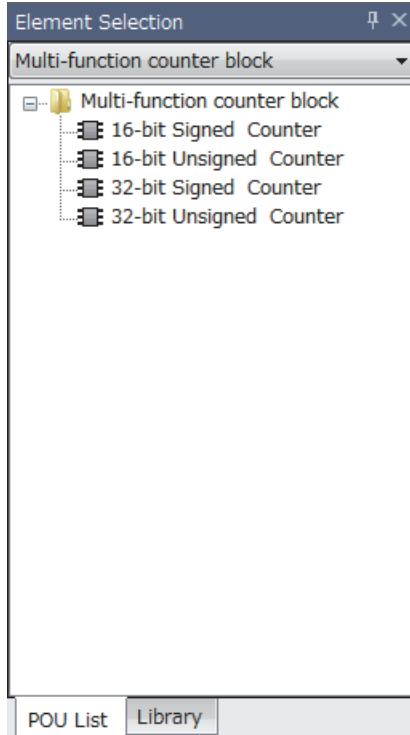 Element Selection
Multi-function counter block
Multi-function counter block
16-bit Signed Counter
16-bit Unsigned Counter
32-bit Signed Counter
32-bit Unsigned Counter
POU List Library